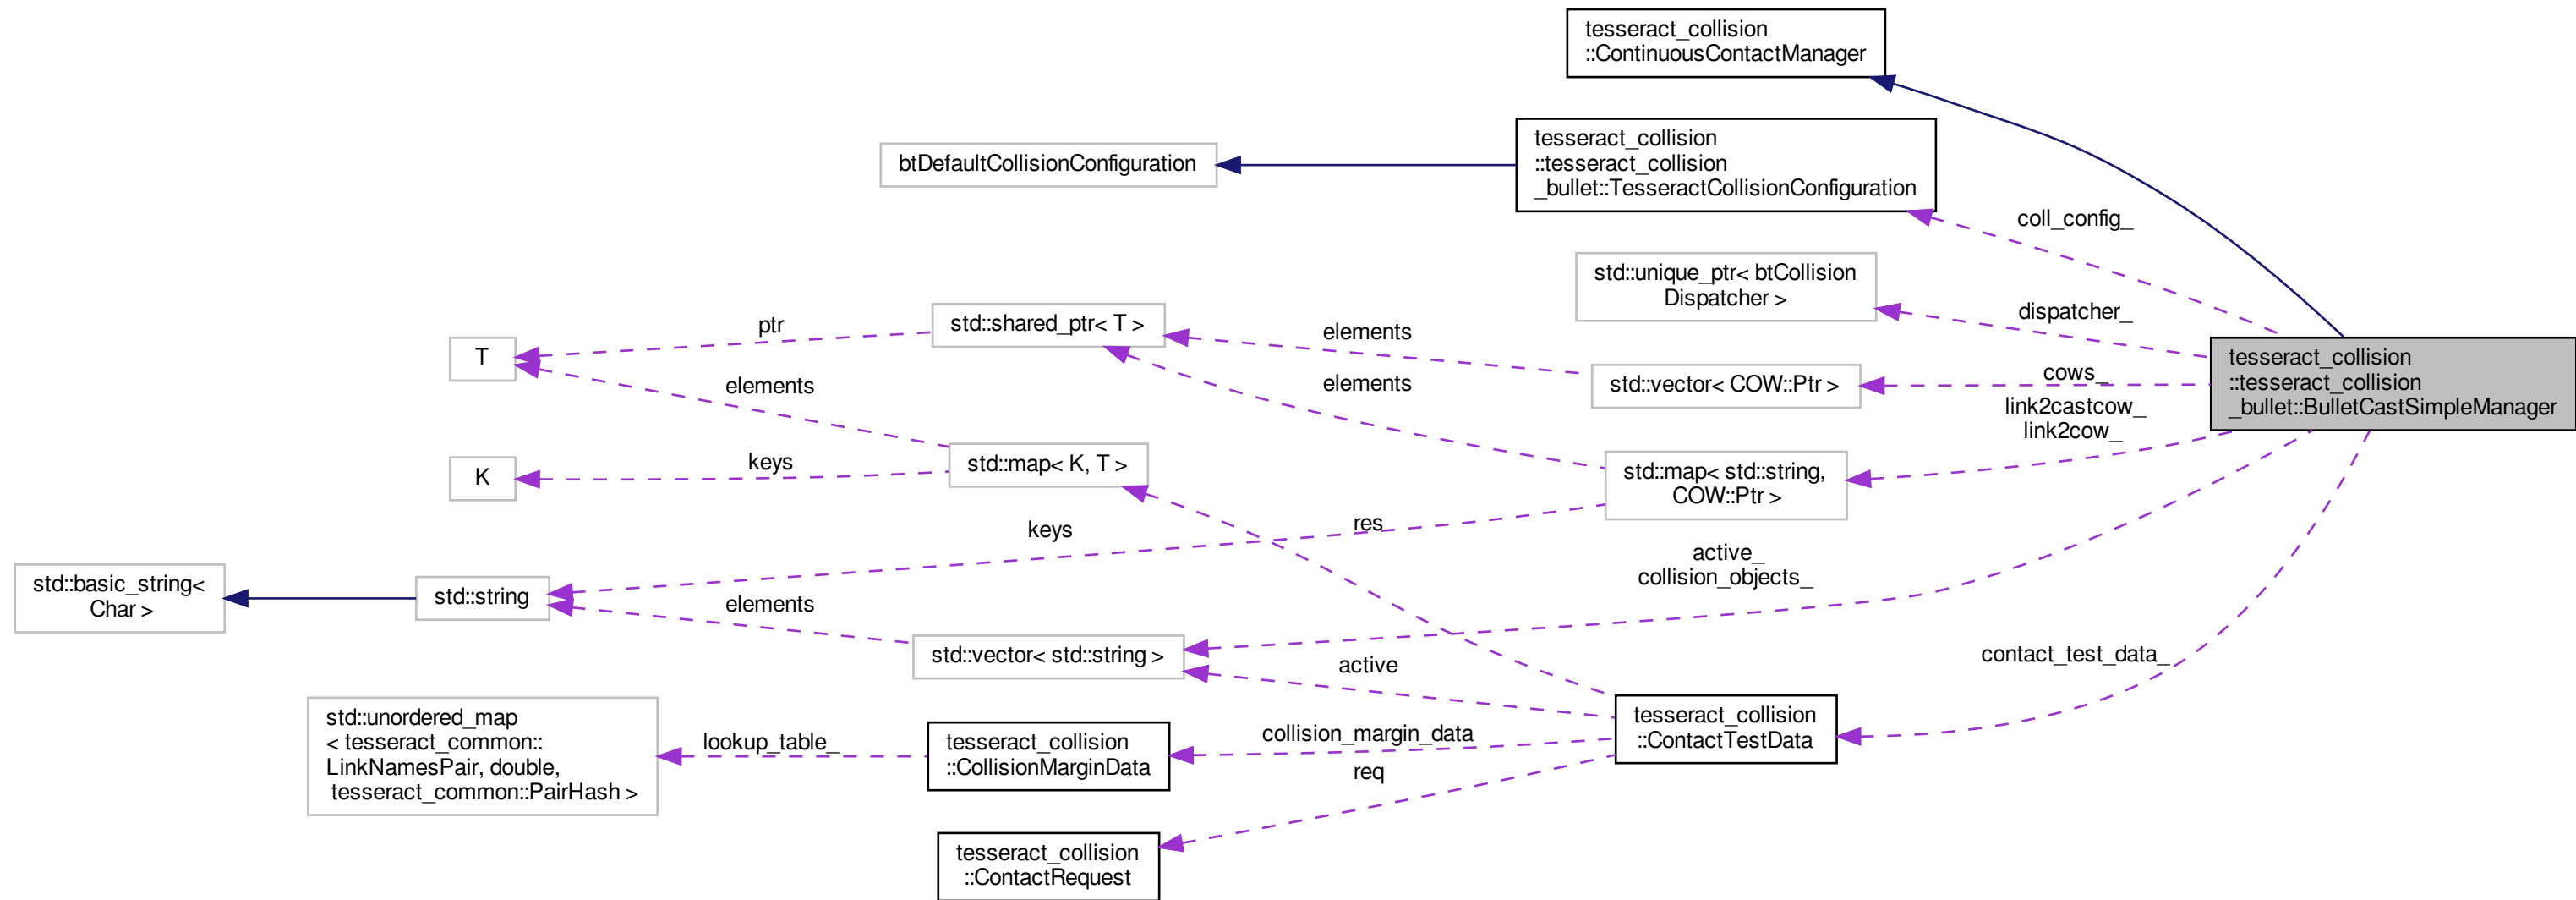 tesseract_collision
::ContinuousContactManager
tesseract_collision
::tesseract_collision
_bullet::TesseractCollisionConfiguration
btDefaultCollisionConfiguration
coll_config_
std::unique_ptr< btCollision
Dispatcher >
dispatcher_
std::shared_ptr< T >
ptr
T
elements
elements
elements
std::vector< COW::Ptr >
cows_
tesseract_collision
::tesseract_collision
_bullet::BulletCastSimpleManager
link2castcow_
link2cow_
std::map< K, T >
keys
K
std::map< std::string,
COW::Ptr >
res
keys
active_
collision_objects_
std::basic_string<
Char >
std::string
elements
std::vector< std::string >
active
contact_test_data_
std::unordered_map
< tesseract_common::
LinkNamesPair, double,
tesseract_common::PairHash >
lookup_table_
tesseract_collision
::CollisionMarginData
collision_margin_data
req
tesseract_collision
::ContactTestData
tesseract_collision
::ContactRequest